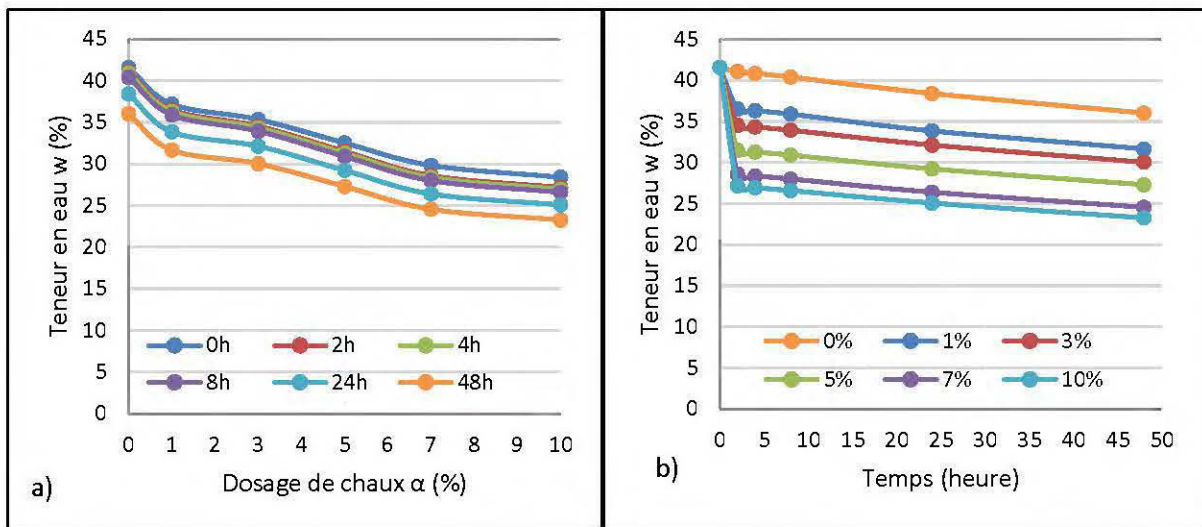 Teneur en eau w (%)
45
40
35
30
25
20
15
10
5
0
0h 2h 4h
8h 24h 48h
0 1 2 3 4 5 6 7 8 9 10
Dosage de chaux α (%)
a)
Teneur en eau w (%)
45
40
35
30
25
20
15
10
5
0
0% 1% 3%
5% 7% 10%
0 5 10 15 20 25 30 35 40 45 50
Temps (heure)
b)